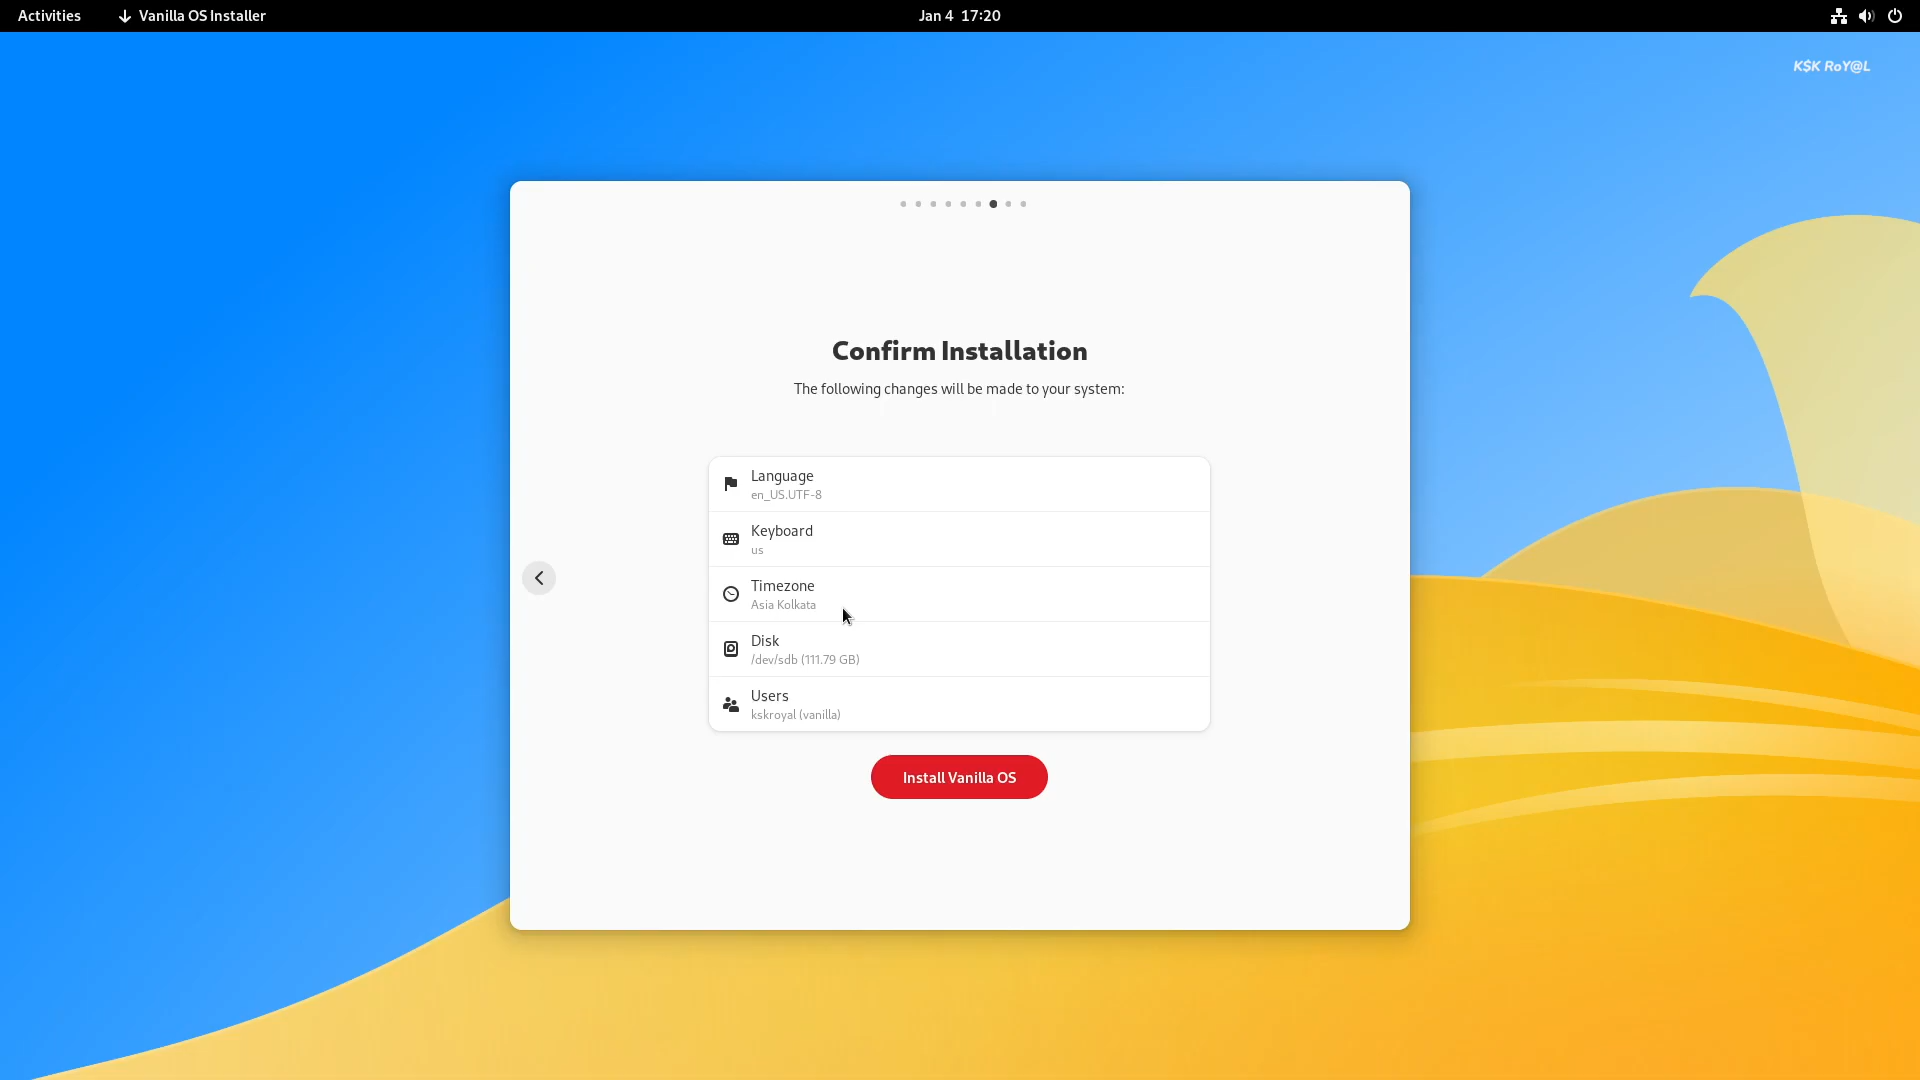 Activities
Vanilla OS Installer
Jan 4 17:20
K$K RoY@L
Confirm Installation
The following changes will be made to your system:
Language
en_US.UTF-8
Keyboard
us
Timezone
Asia Kolkata
Disk
/dev/sdb (111.79 GB)
Users
kskroyal (vanilla)
Install Vanilla OS